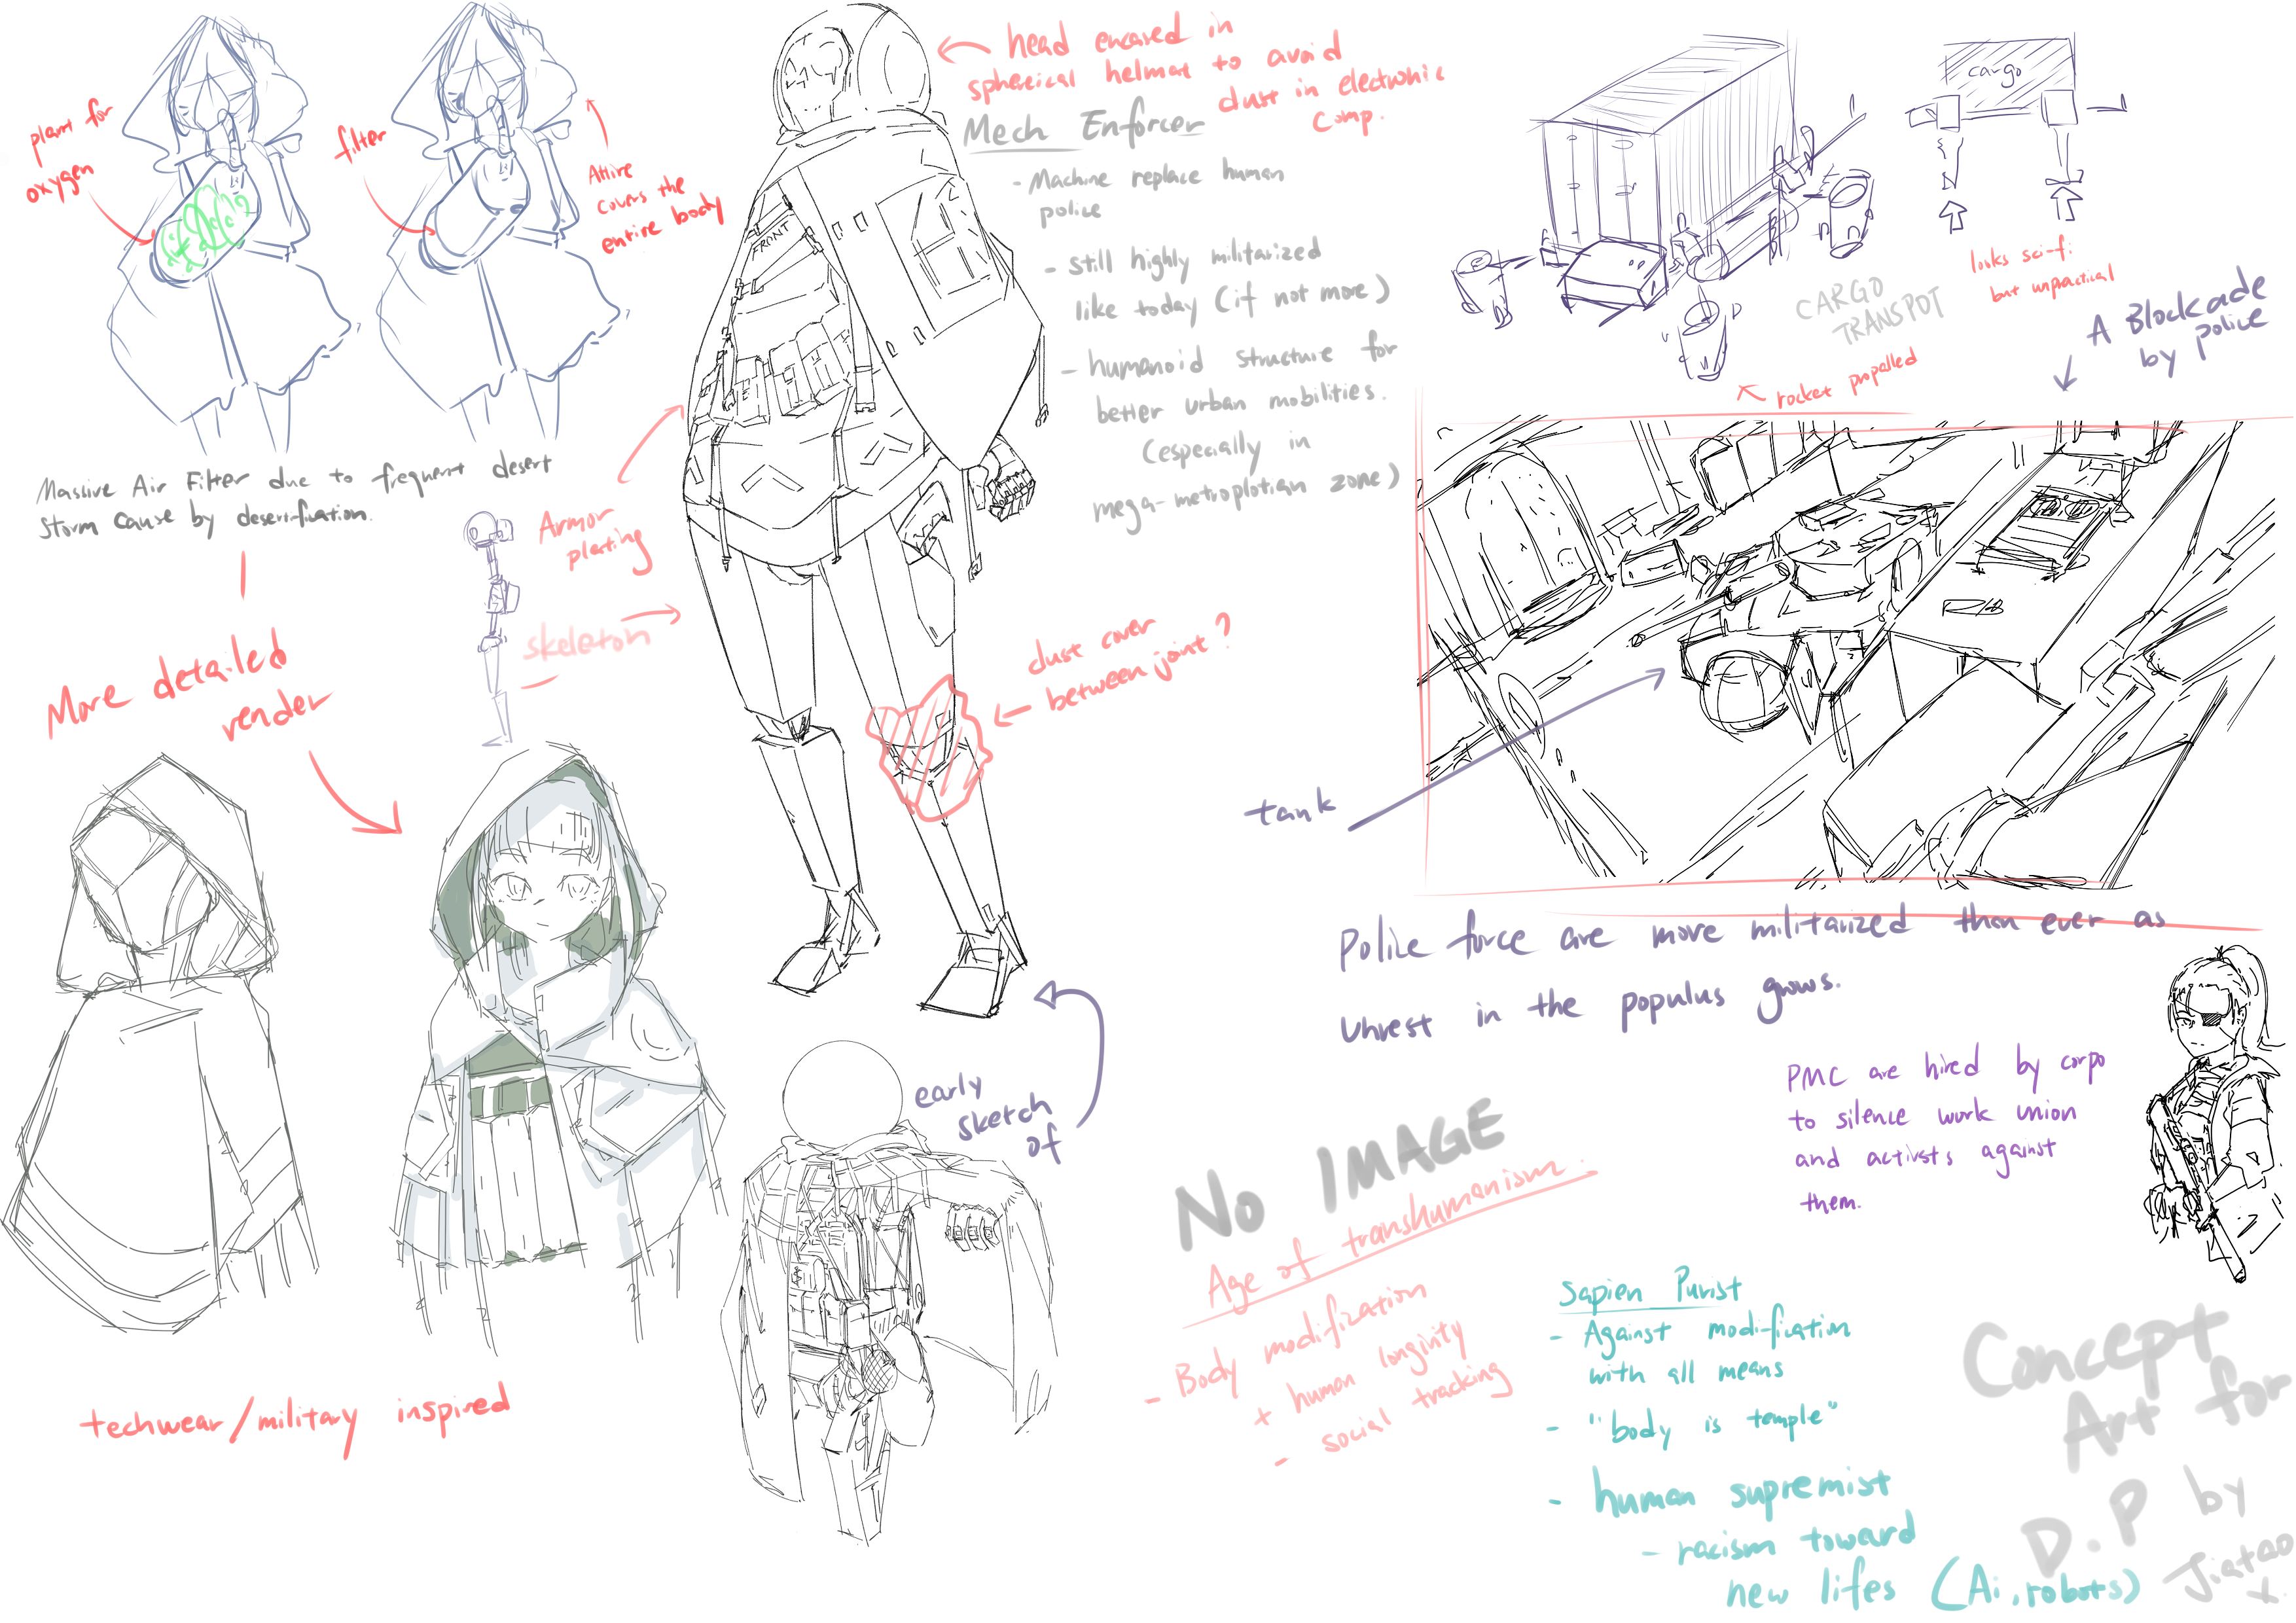 plant for
oxygen
filter
Attire
covers the
entire body
Massive Air Filter due to frequent desert
storm cause by desertification.
More detailed
render
techwear/military inspired
head encased in
spherical helmat to avoid
dust in electronic
comp.
Mech Enforcer
- Machine replace human
police
- still highly militarized
like today (if not more)
- humanoid structure for
better urban mobilities.
(especially in
mega-metroplotian zone)
FRONT
Armor
plating
skeleton
dust cover
between joint?
early
sketch
of
cargo
looks sci-fi
but unpractical
CARGO
TRANSPOT
rocket propalled
A Blockade
by police
tank
Police force are more militarized than ever as
unrest in the populus grows.
PMC are hired by corpo
to silence work union
and activsts against
them.
No IMAGE
Age of transhumanism.
- Body modifization
+ human longinity
- social tracking
Sapien Purist
- Against modification
with all means
- "body is temple"
- human supremist
- racism toward
new lifes (Ai, robots)
Concept
Art for
D.P by
Jiatao
x.